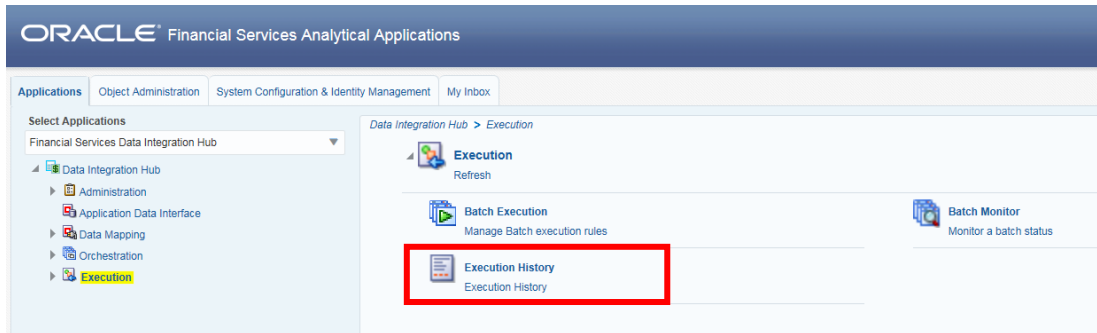 ORACLE® Financial Services Analytical Applications
Applications Object Administration System Configuration & Identity Management My Inbox
Select Applications
Financial Services Data Integration Hub
Data Integration Hub
Administration
Application Data Interface
Data Mapping
Orchestration
Execution
Data Integration Hub > Execution
Execution
Refresh
Batch Execution
Manage Batch execution rules
Batch Monitor
Monitor a batch status
Execution History
Execution History